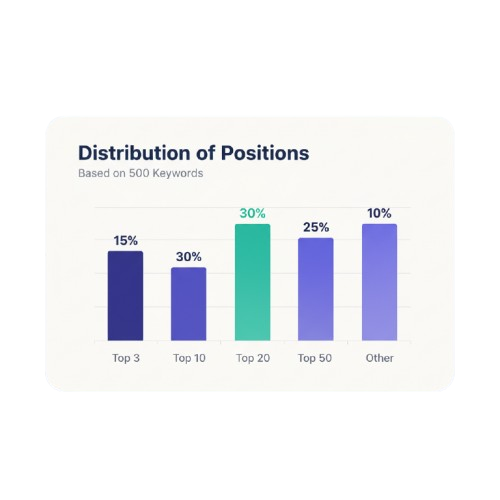 Distribution of Positions
Based on 500 Keywords
15%
30%
30%
25%
10%
Top 3
Top 10
Top 20
Top 50
Other